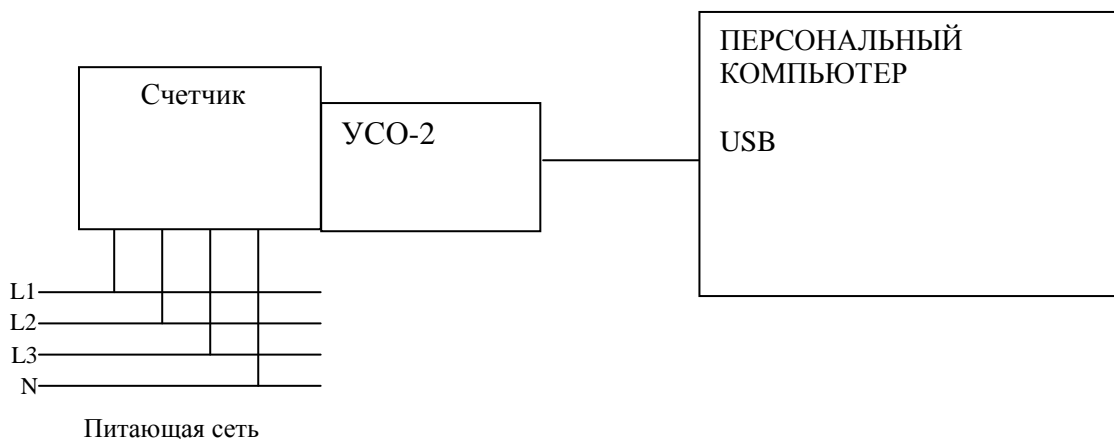 ПЕРСОНАЛЬНЫЙ
КОМПЬЮТЕР
USB
Счетчик
УСО-2
L1
L2
L3
N
Питающая сеть